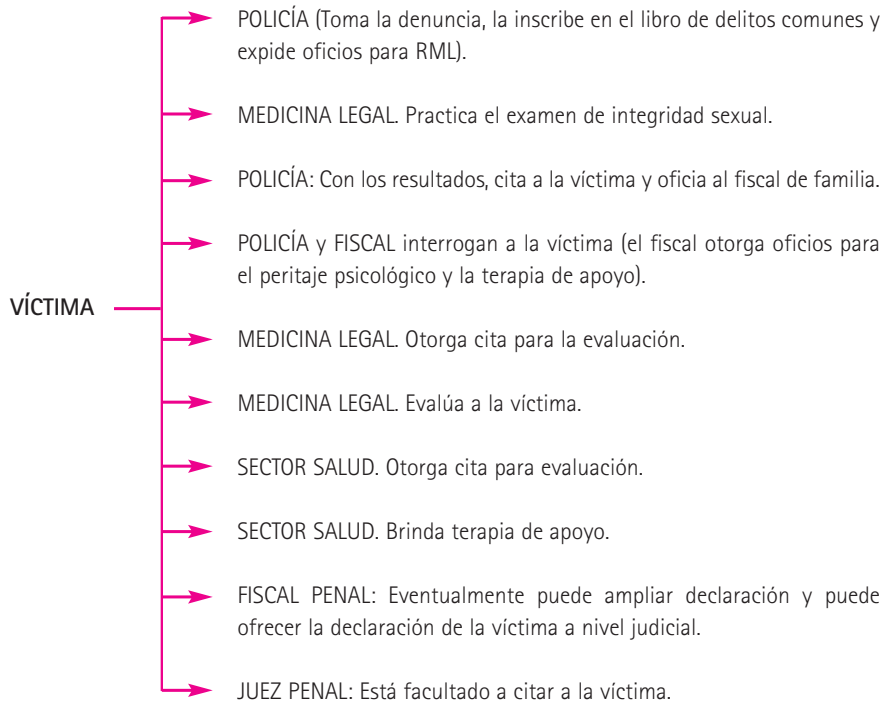 POLICÍA (Toma la denuncia, la inscribe en el libro de delitos comunes y
expide oficios para RML).
MEDICINA LEGAL. Practica el examen de integridad sexual.
POLICÍA: Con los resultados, cita a la víctima y oficia al fiscal de familia.
POLICÍA y FISCAL interrogan a la víctima (el fiscal otorga oficios para
el peritaje psicológico y la terapia de apoyo).
VÍCTIMA
MEDICINA LEGAL. Otorga cita para la evaluación.
MEDICINA LEGAL. Evalúa a la víctima.
SECTOR SALUD. Otorga cita para evaluación.
SECTOR SALUD. Brinda terapia de apoyo.
FISCAL PENAL: Eventualmente puede ampliar declaración y puede
ofrecer la declaración de la víctima a nivel judicial.
JUEZ PENAL: Está facultado a citar a la víctima.